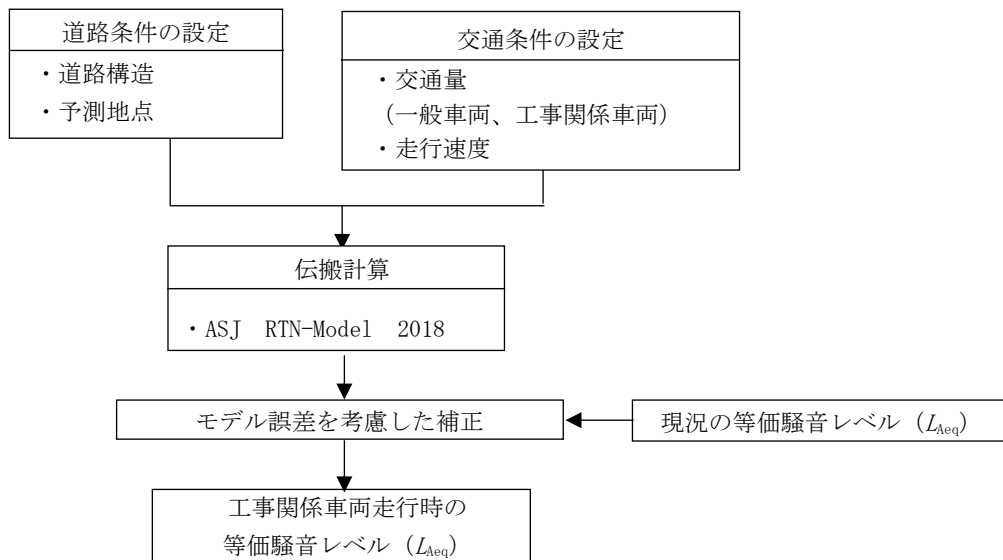 道路条件の設定
・道路構造
・予測地点
交通条件の設定
・交通量
(一般車両、工事関係車両)
・走行速度
伝搬計算
・ASJ RTN-Model 2018
モデル誤差を考慮した補正
現況の等価騒音レベル（LAeq）
工事関係車両走行時の
等価騒音レベル（LAeq）